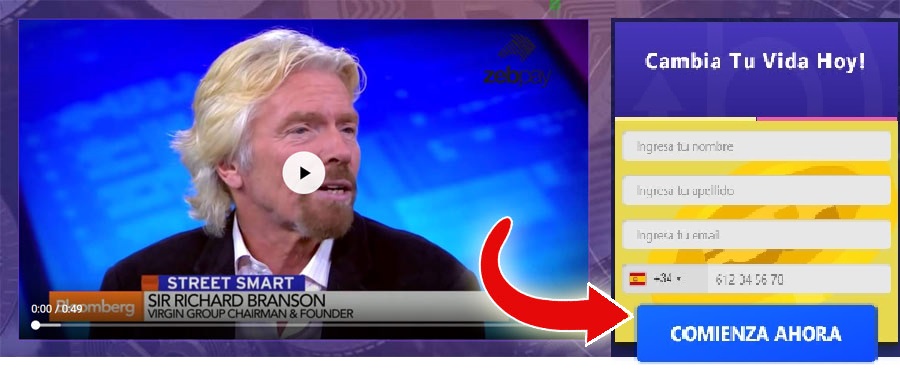 zebpay
STREET SMART
Bloomberg
SIR RICHARD BRANSON
VIRGIN GROUP CHAIRMAN & FOUNDER
0:00 / 0:49
Cambia Tu Vida Hoy!
Ingresa tu nombre
Ingresa tu apellido
Ingresa tu email
+34
612 34 56 78
COMIENZA AHORA